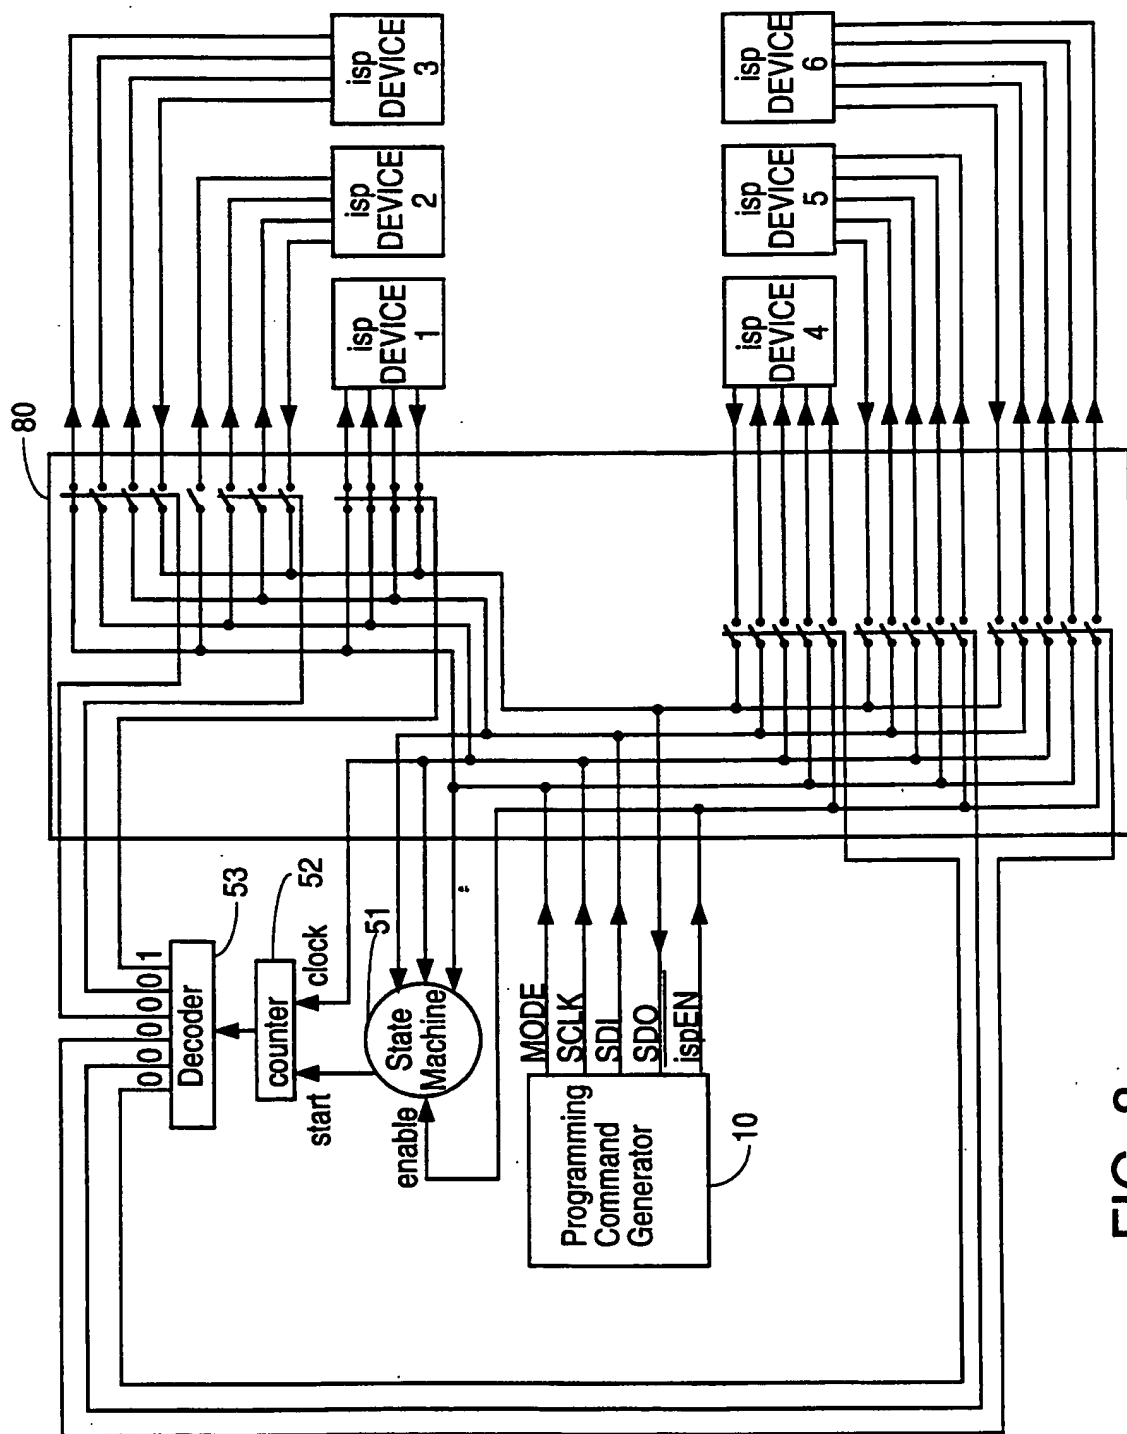 80
isp
DEVICE
3
isp
DEVICE
2
isp
DEVICE
1
isp
DEVICE
6
isp
DEVICE
5
isp
DEVICE
4
0 0 0 0 0 1
Decoder
53
counter
52
start
clock
State
Machine
51
enable
Programming
Command
Generator
10
MODE
SCLK
SDI
SDO
ispEN